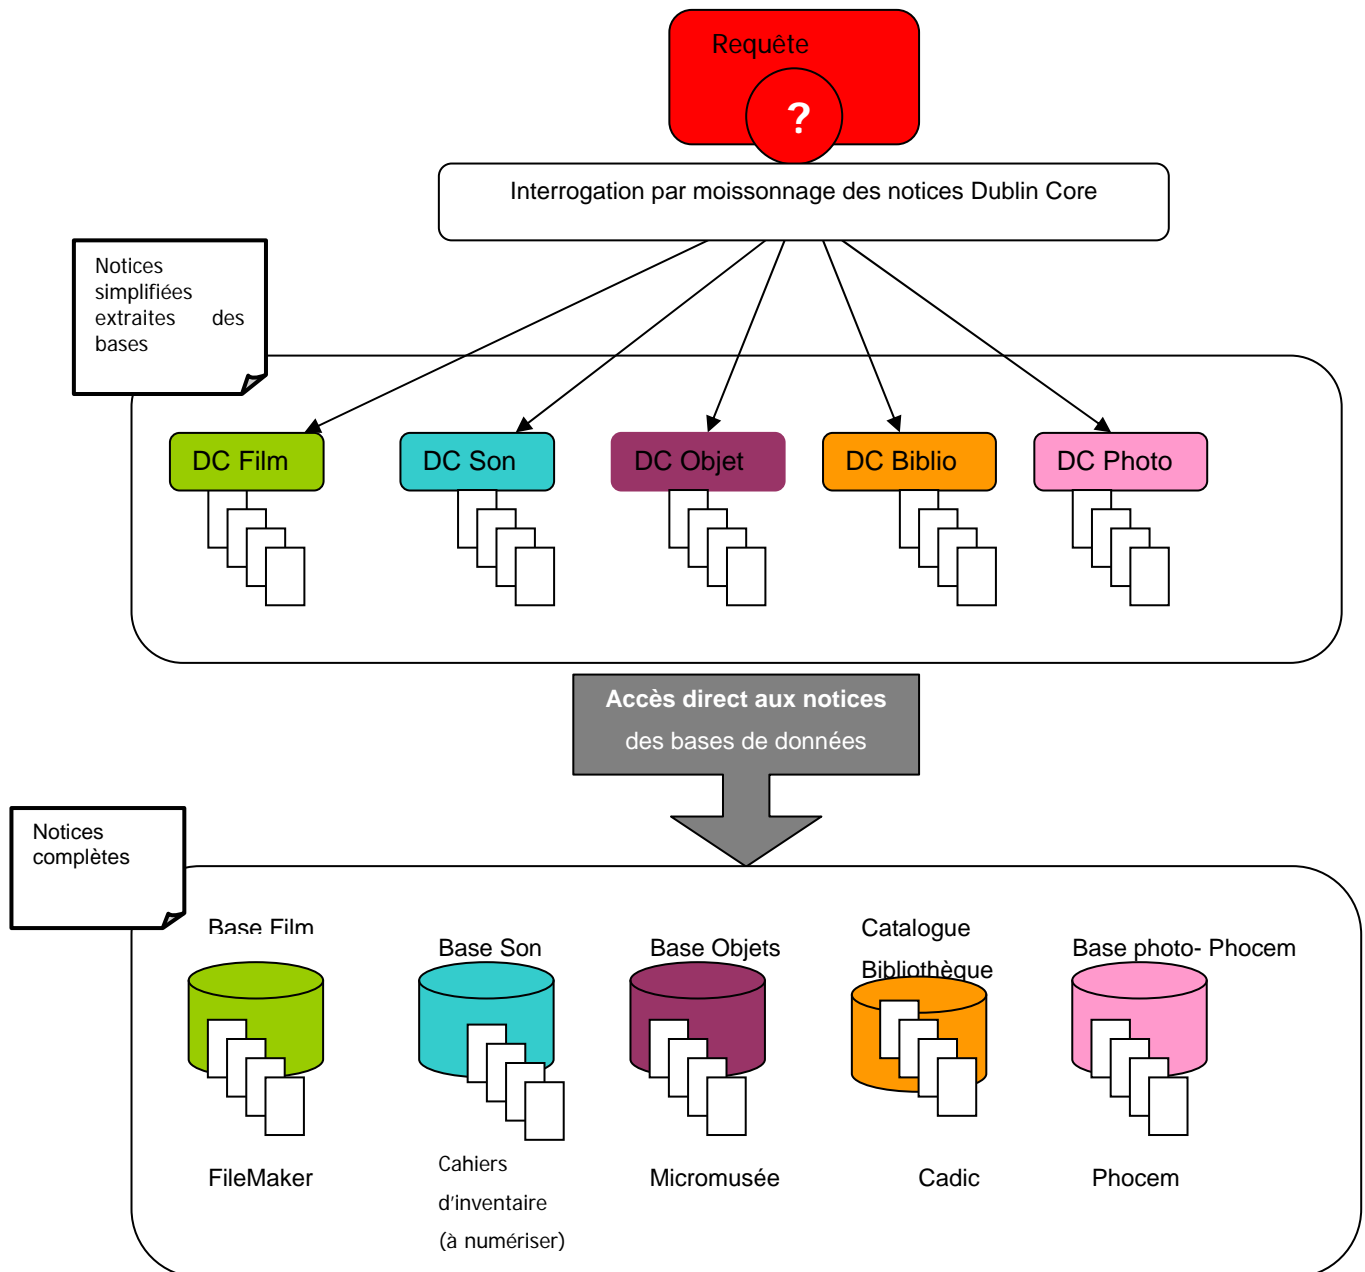 Requête
?
Interrogation par moissonnage des notices Dublin Core
Notices
simplifiées
extraites des
bases
DC Film
DC Son
DC Objet
DC Biblio
DC Photo
Accès direct aux notices
des bases de données
Notices
complètes
Base Film
Base Son
Base Objets
Catalogue
Bibliothèque
Base photo- Phocem
FileMaker
Cahiers
d'inventaire
(à numériser)
Micromusée
Cadic
Phocem